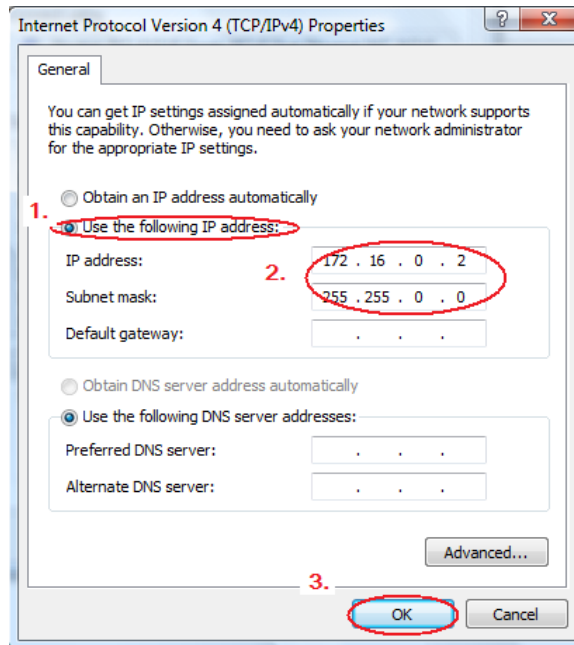 Internet Protocol Version 4 (TCP/IPv4) Properties
?
X
General
You can get IP settings assigned automatically if your network supports
this capability. Otherwise, you need to ask your network administrator
for the appropriate IP settings.
Obtain an IP address automatically
1.
Use the following IP address:
IP address: 172 . 16 . 0 . 2
2.
Subnet mask: 255 . 255 . 0 . 0
Default gateway: . . .
Obtain DNS server address automatically
Use the following DNS server addresses:
Preferred DNS server: . . .
Alternate DNS server: . . .
Advanced...
3.
OK Cancel